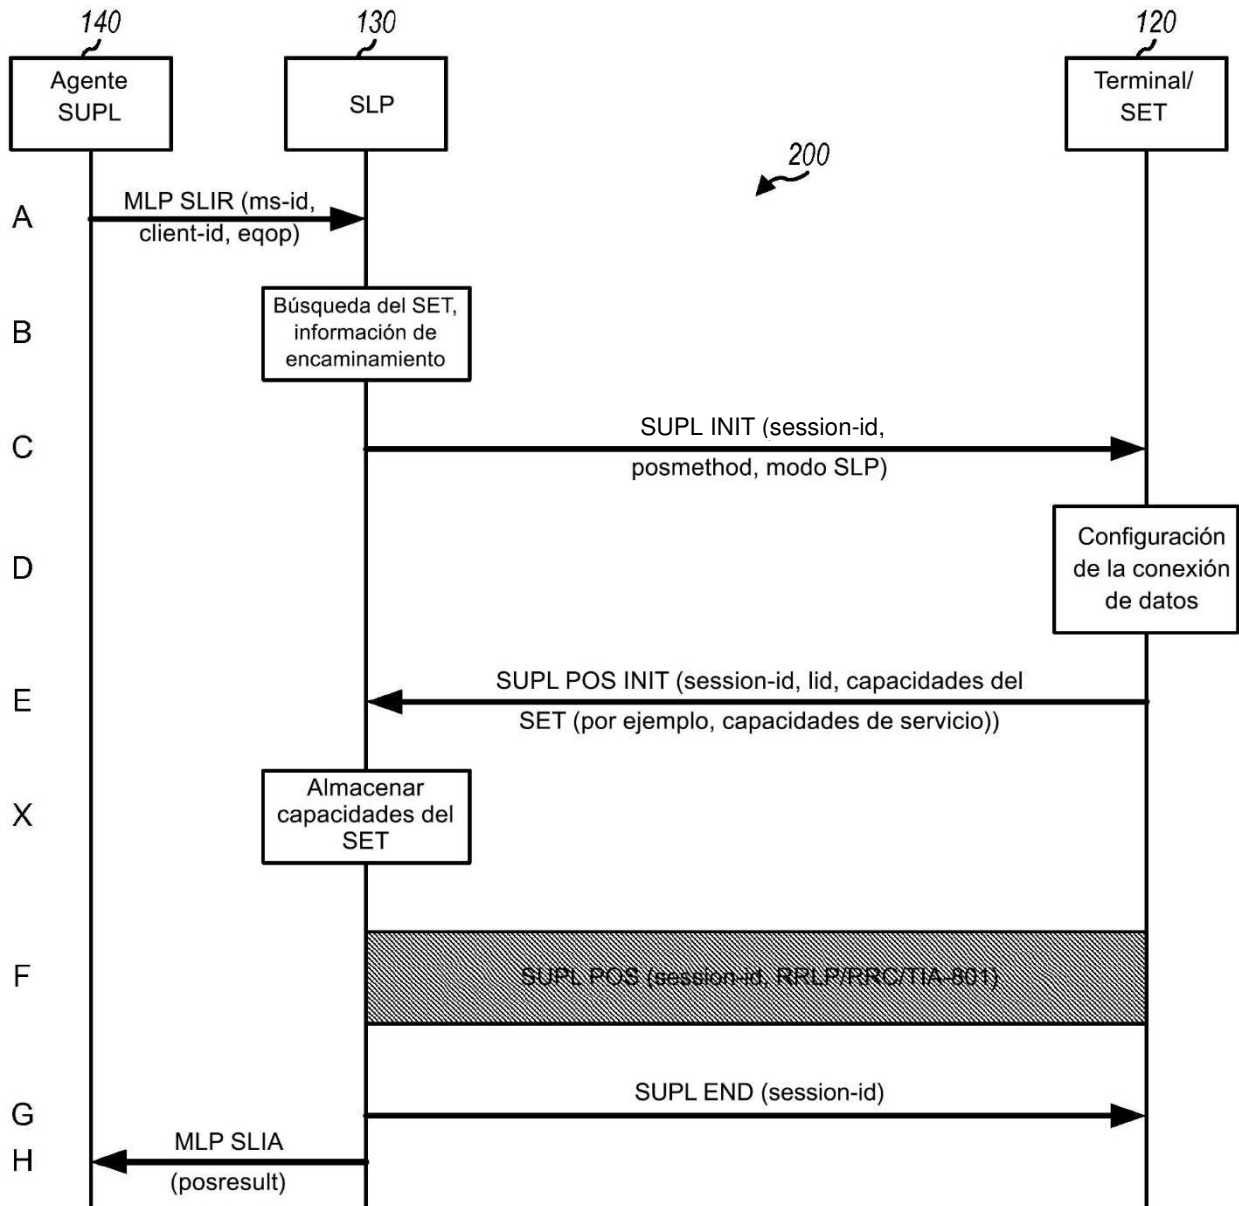 140
130
120
Agente
SUPL
SLP
Terminal/
SET
200
A
MLP SLIR (ms-id,
client-id, eqop)
B
Búsqueda del SET,
información de
encaminamiento
C
SUPL INIT (session-id,
posmethod, modo SLP)
D
Configuración
de la conexión
de datos
E
SUPL POS INIT (session-id, lid, capacidades del
SET (por ejemplo, capacidades de servicio))
X
Almacenar
capacidades del
SET
F
SUPL POS (session-id, RRLP/RRC/TIA-801)
G
SUPL END (session-id)
H
MLP SLIA
(posresult)